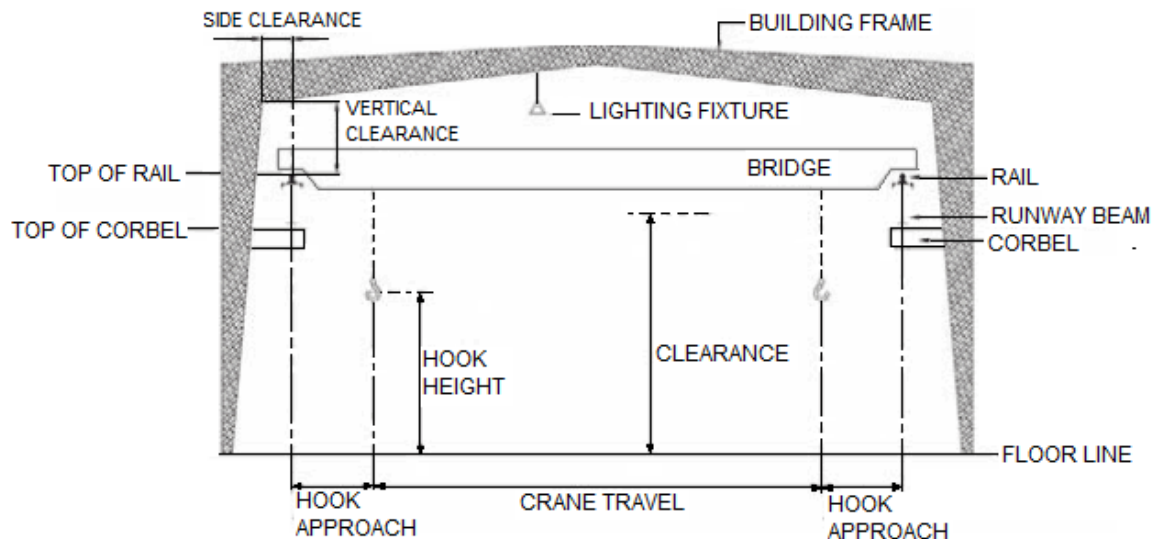 SIDE CLEARANCE
BUILDING FRAME
VERTICAL
CLEARANCE
LIGHTING FIXTURE
TOP OF RAIL
BRIDGE
RAIL
TOP OF CORBEL
RUNWAY BEAM
CORBEL
HOOK
HEIGHT
CLEARANCE
FLOOR LINE
HOOK
APPROACH
CRANE TRAVEL
HOOK
APPROACH